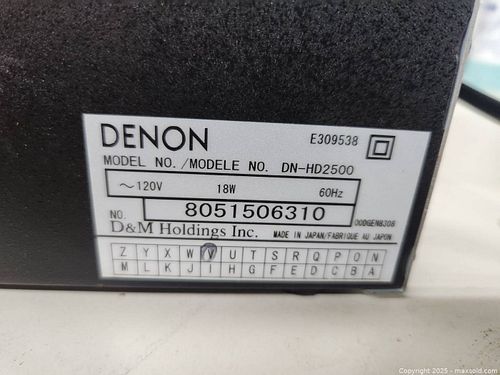 DENON
E309538
MODEL NO./MODELE NO. DN-HD2500
~120V 18W 60Hz
NO. 8051506310
00DGEN8308
D&M Holdings Inc. MADE IN JAPAN/FABRIQUE AU JAPON
Z Y X W V U T S R Q P O N
M L K J I H G F E D C B A
Copyright 2025 - maxsold.com